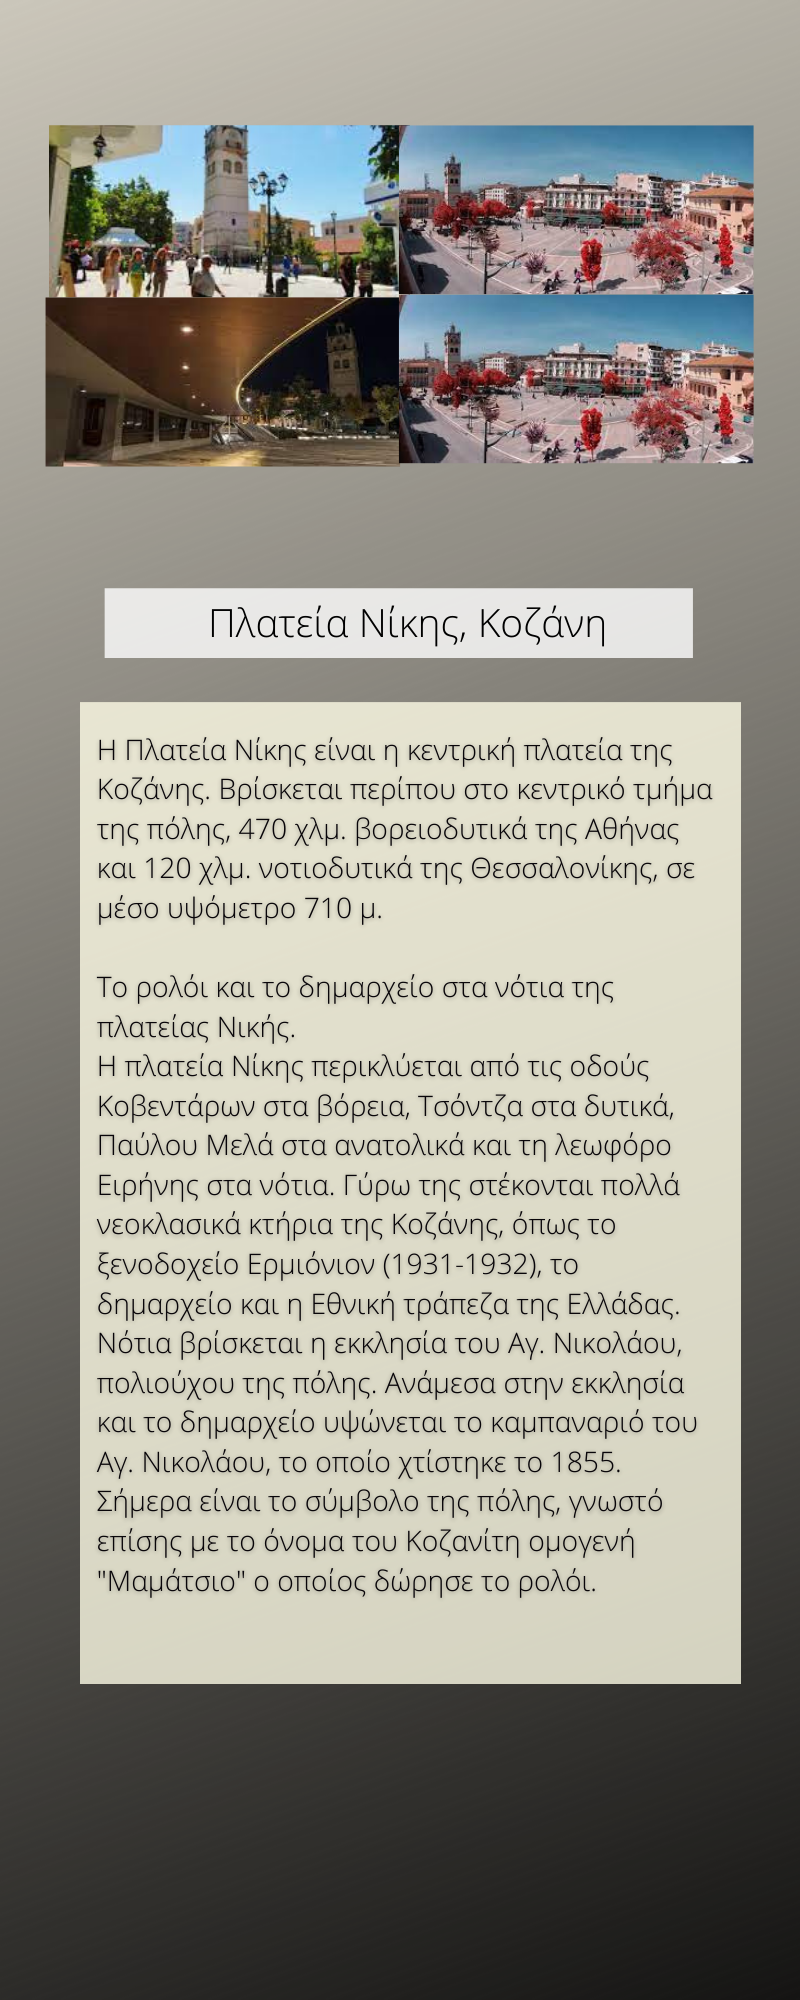 Πλατεία Νίκης, Κοζάνη
Η Πλατεία Νίκης είναι η κεντρική πλατεία της
Κοζάνης. Βρίσκεται περίπου στο κεντρικό τμήμα
της πόλης, 470 χλμ. βορειοδυτικά της Αθήνας
και 120 χλμ. νοτιοδυτικά της Θεσσαλονίκης, σε
μέσο υψόμετρο 710 μ.
Το ρολόι και το δημαρχείο στα νότια της
πλατείας Νικής.
Η πλατεία Νίκης περικλύεται από τις οδούς
Κοβεντάρων στα βόρεια, Τσόντζα στα δυτικά,
Παύλου Μελά στα ανατολικά και τη λεωφόρο
Ειρήνης στα νότια. Γύρω της στέκονται πολλά
νεοκλασικά κτήρια της Κοζάνης, όπως το
ξενοδοχείο Ερμιόνιον (1931-1932), το
δημαρχείο και η Εθνική τράπεζα της Ελλάδας.
Νότια βρίσκεται η εκκλησία του Αγ. Νικολάου,
πολιούχου της πόλης. Ανάμεσα στην εκκλησία
και το δημαρχείο υψώνεται το καμπαναριό του
Αγ. Νικολάου, το οποίο χτίστηκε το 1855.
Σήμερα είναι το σύμβολο της πόλης, γνωστό
επίσης με το όνομα του Κοζανίτη ομογενή
"Μαμάτσιο" ο οποίος δώρησε το ρολόι.